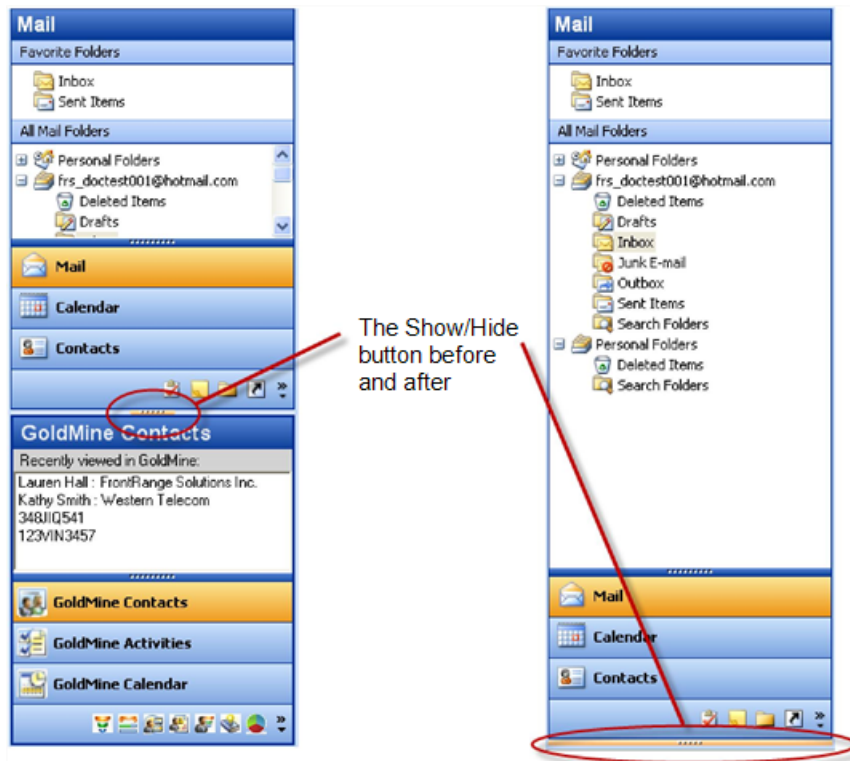 Mail
Favorite Folders
Inbox
Sent Items
All Mail Folders
Personal Folders
frs_doctest001@hotmail.com
Deleted Items
Drafts
Mail
Calendar
Contacts
GoldMine Contacts
Recently viewed in GoldMine:
Lauren Hall : FrontRange Solutions Inc.
Kathy Smith : Western Telecom
348JIQ541
123VIN3457
GoldMine Contacts
GoldMine Activities
GoldMine Calendar
The Show/Hide
button before
and after
Mail
Favorite Folders
Inbox
Sent Items
All Mail Folders
Personal Folders
frs_doctest001@hotmail.com
Deleted Items
Drafts
Inbox
Junk E-mail
Outbox
Sent Items
Search Folders
Personal Folders
Deleted Items
Search Folders
Mail
Calendar
Contacts